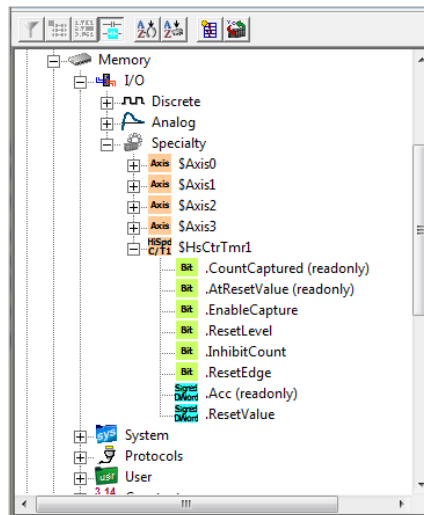 Memory
I/O
Discrete
Analog
Specialty
Axis $Axis0
Axis $Axis1
Axis $Axis2
Axis $Axis3
HiSpd C/T1 $HsCtrTmr1
Bit .CountCaptured (readonly)
Bit .AtResetValue (readonly)
Bit .EnableCapture
Bit .ResetLevel
Bit .InhibitCount
Bit .ResetEdge
Signed DWord .Acc (readonly)
Signed DWord .ResetValue
sys System
Protocols
usr User
3.14